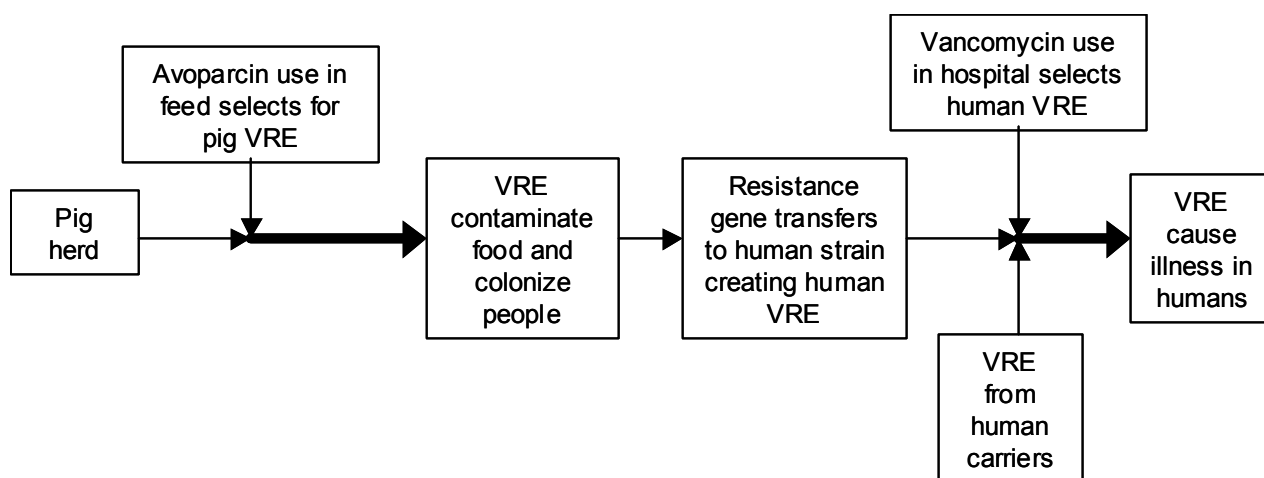 Avoparcin use in
feed selects for
pig VRE
Vancomycin use
in hospital selects
human VRE
Pig
herd
VRE
contaminate
food and
colonize
people
Resistance
gene transfers
to human strain
creating human
VRE
VRE
cause
illness in
humans
VRE
from
human
carriers